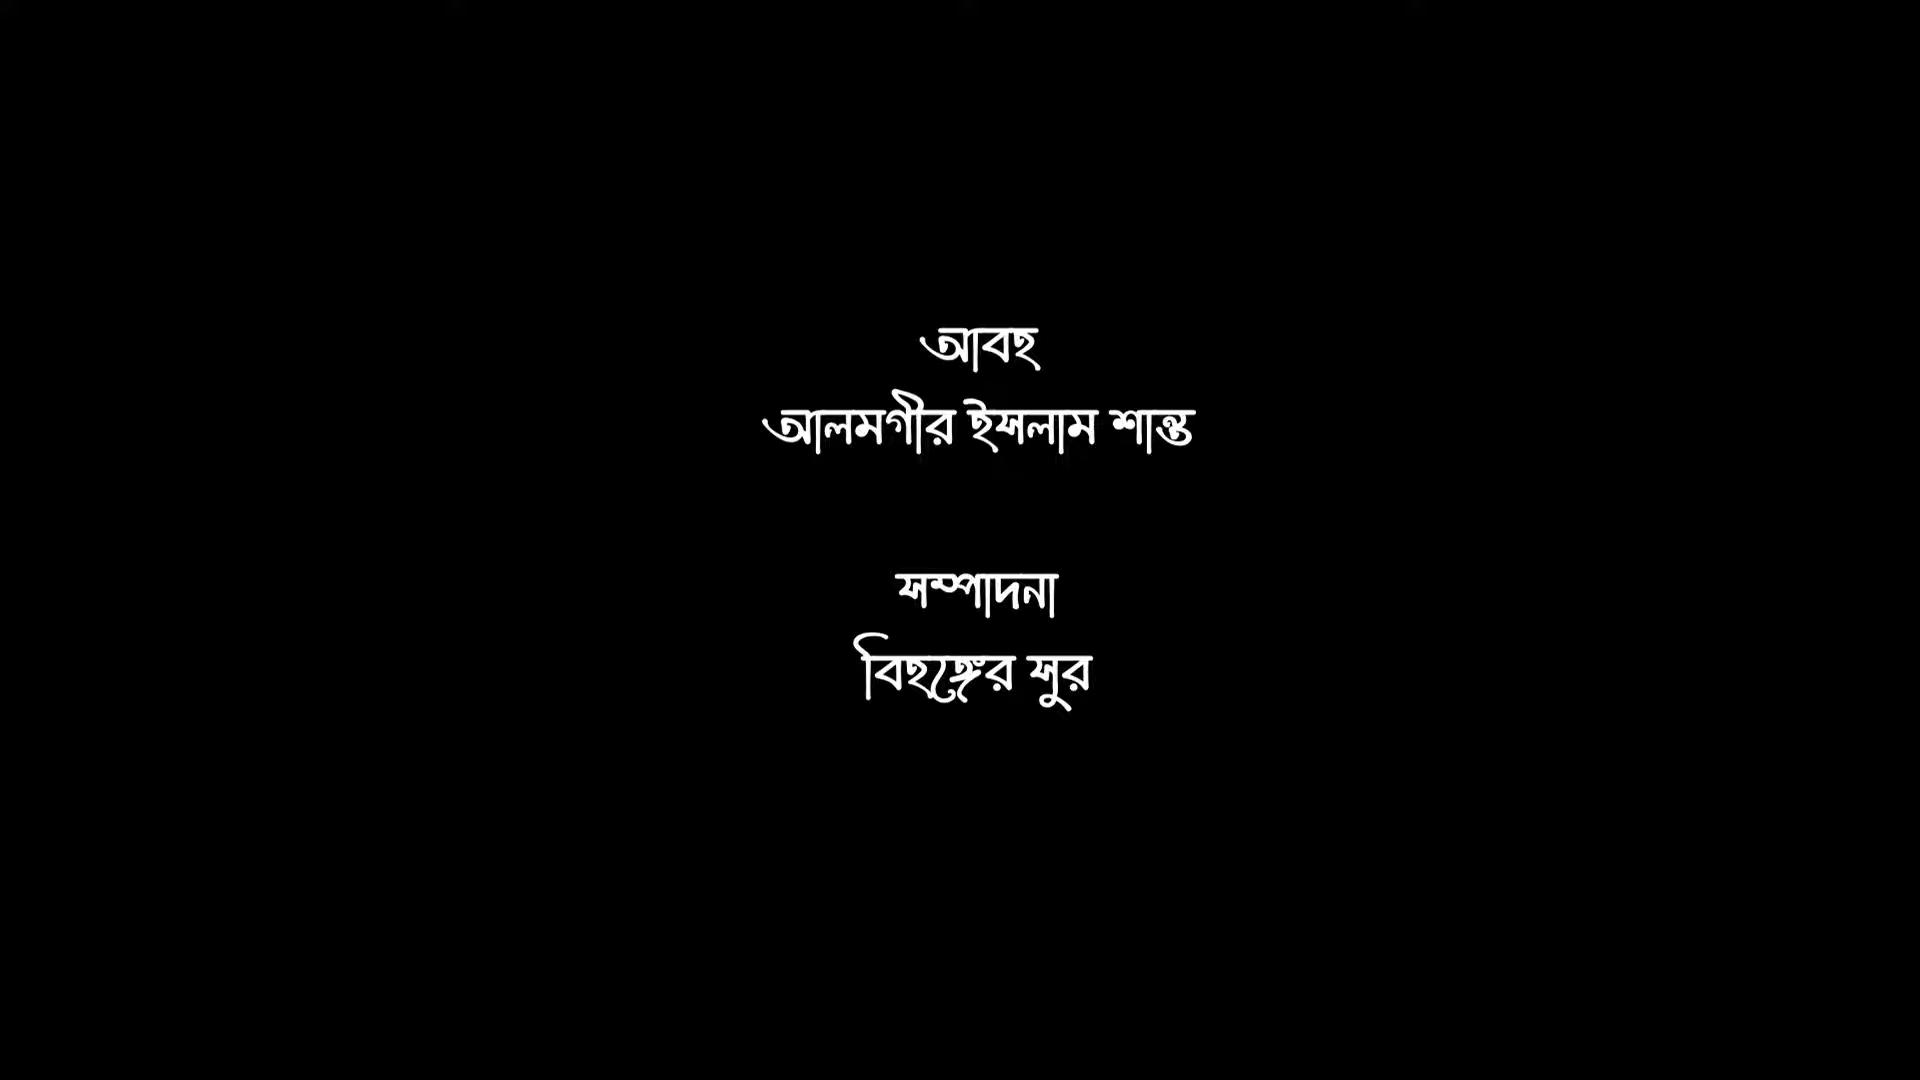 আবহ
আলমগীর ইসলাম শান্ত
সম্পাদনা
বিহঙ্গের সুর